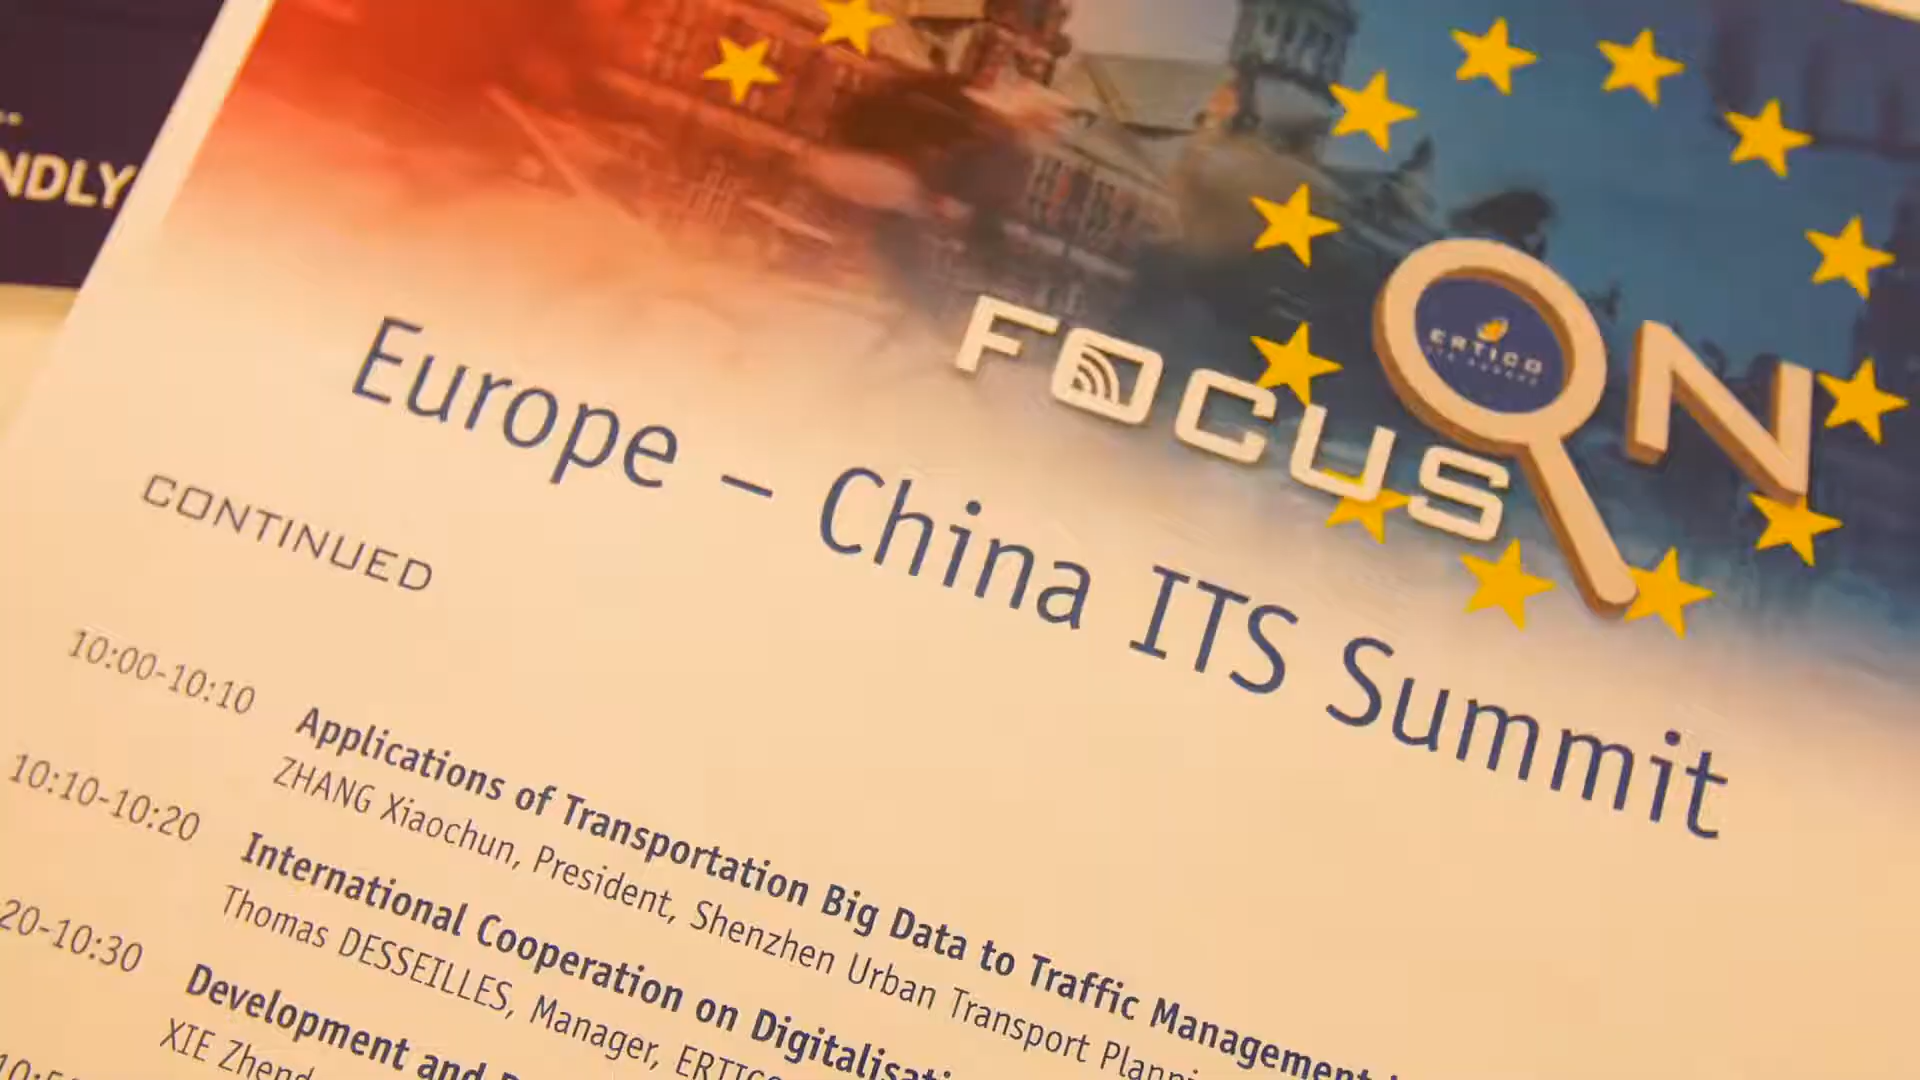 NDLY
FOCUS ON
ERTICO
Europe – China ITS Summit
CONTINUED
10:00-10:10
Applications of Transportation Big Data to Traffic Management
ZHANG Xiaochun, President, Shenzhen Urban Transport
10:10-10:20
International Cooperation on
Thomas DESSEILLES, Manager,
20-10:30
Development and
XIE